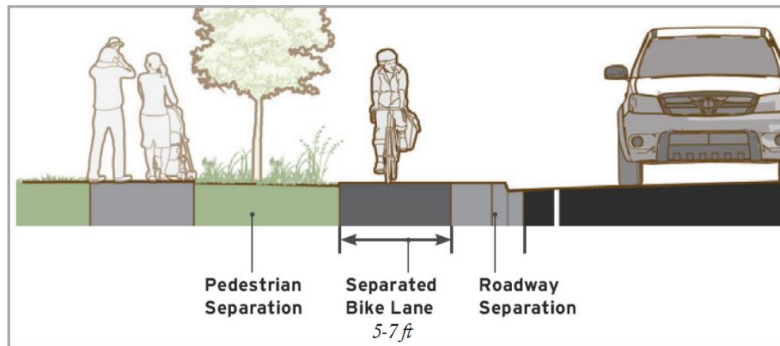 Pedestrian
Separation
Separated
Bike Lane
5-7 ft
Roadway
Separation